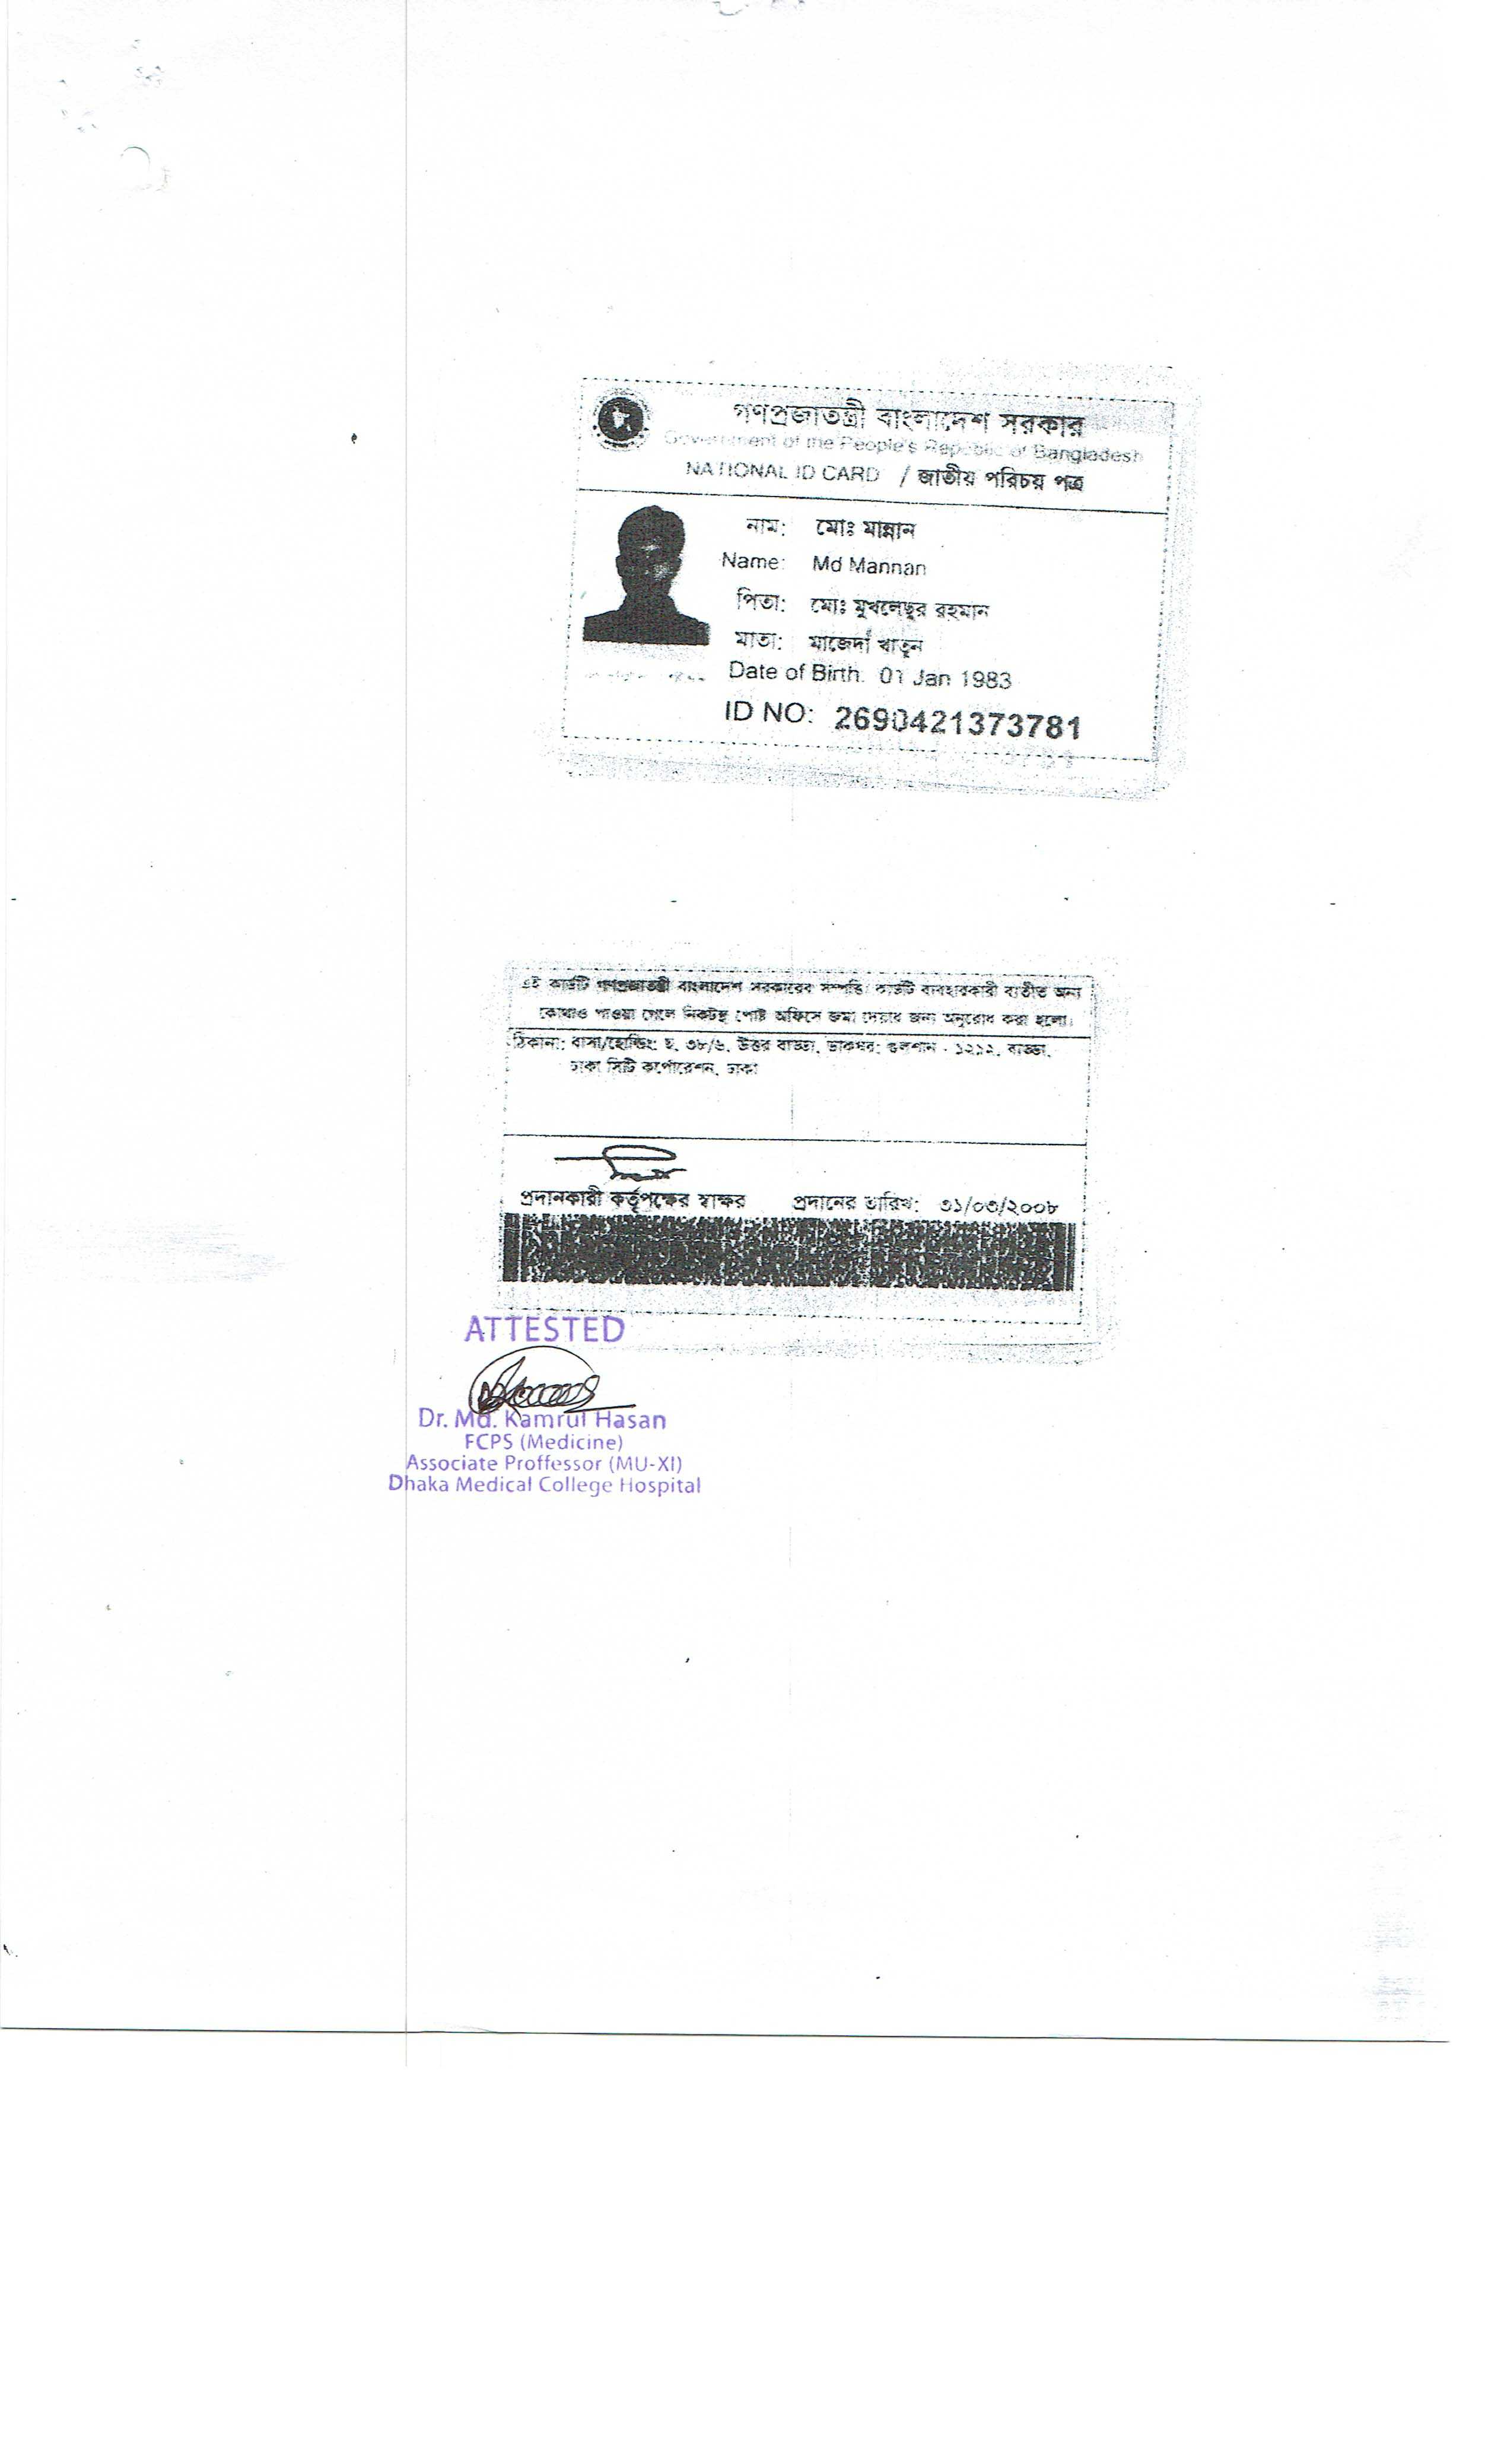 গণপ্রজাতন্ত্রী বাংলাদেশ সরকার
Government of the People's Republic of Bangladesh
NATIONAL ID CARD / জাতীয় পরিচয় পত্র
নাম: মোঃ মান্নান
Name: Md Mannan
পিতা: মোঃ মুখলেছুর রহমান
মাতা: মাজেদা খাতুন
Date of Birth: 01 Jan 1983
ID NO: 2690421373781
এই কার্ডটি গণপ্রজাতন্ত্রী বাংলাদেশ সরকারের সম্পত্তি। কার্ডটি ব্যবহারকারী ব্যতীত অন্য
কোথাও পাওয়া গেলে নিকটস্থ পোষ্ট অফিসে জমা দেয়ার জন্য অনুরোধ করা হলো।
ঠিকানা: বাসা/হোল্ডিং: হ, ৩৮/৬, উত্তর বাড্ডা, ডাকঘর: গুলশান - ১২১২, বাড্ডা,
ঢাকা সিটি কর্পোরেশন, ঢাকা
প্রদানকারী কর্তৃপক্ষের স্বাক্ষর প্রদানের তারিখ: ৩১/০৩/২০০৮
ATTESTED
Dr. Md. Kamrul Hasan
FCPS (Medicine)
Associate Proffessor (MU-XI)
Dhaka Medical College Hospital